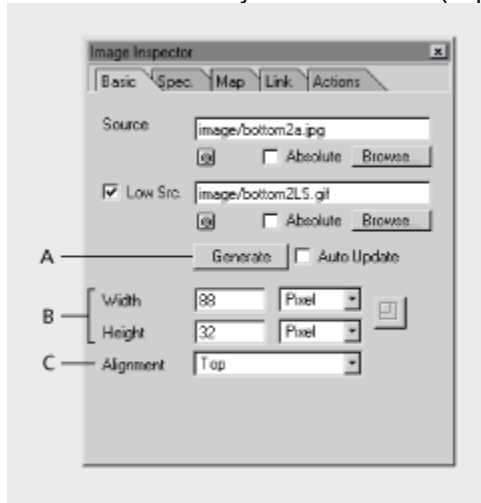 Image Inspector
Basic Spec. Map Link Actions
Source image/bottom2a.jpg
Absolute Browse...
Low Src. image/bottom2LS.gif
Absolute Browse...
A Generate Auto Update
B
Width 88 Pixel
Height 32 Pixel
C Alignment Top